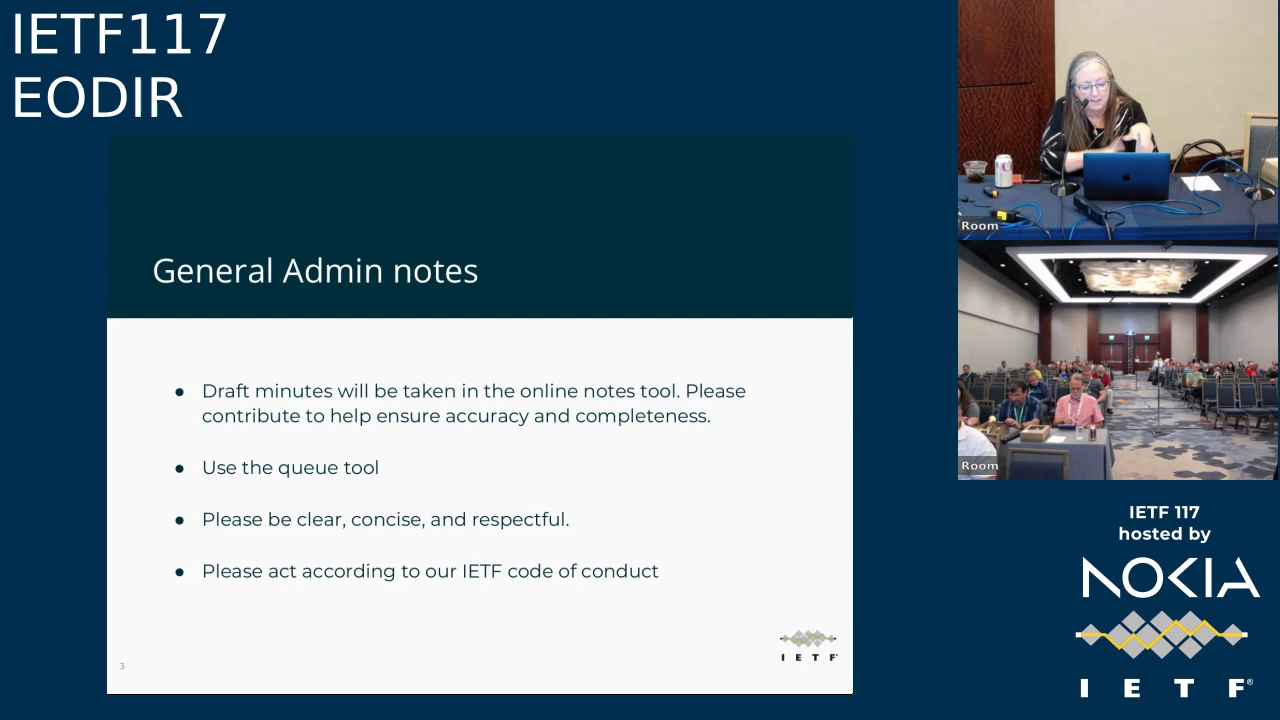 IETF117
EODIR
General Admin notes
● Draft minutes will be taken in the online notes tool. Please
contribute to help ensure accuracy and completeness.
● Use the queue tool
● Please be clear, concise, and respectful.
● Please act according to our IETF code of conduct
3
I E T F®
Room
Room
IETF 117
hosted by
NOKIA
I E T F®